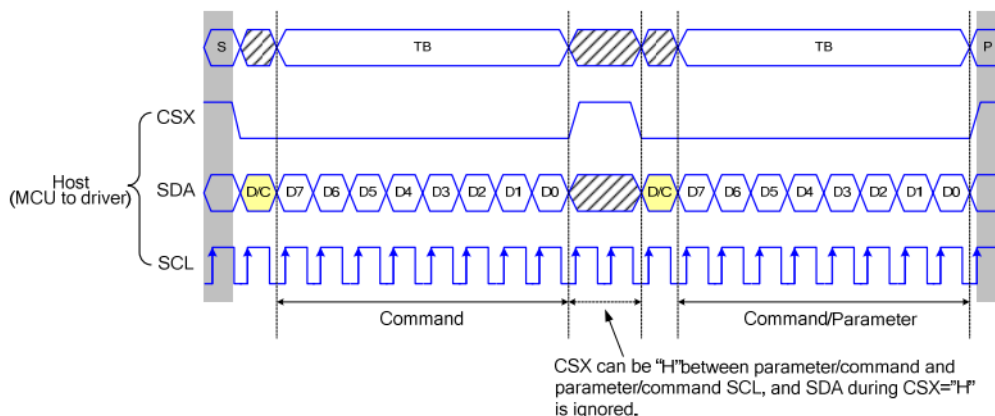 S TB TB P
CSX
Host
(MCU to driver)
SDA D/C D7 D6 D5 D4 D3 D2 D1 D0 D/C D7 D6 D5 D4 D3 D2 D1 D0
SCL
Command Command/Parameter
CSX can be "H"between parameter/command and
parameter/command SCL, and SDA during CSX="H"
is ignored.